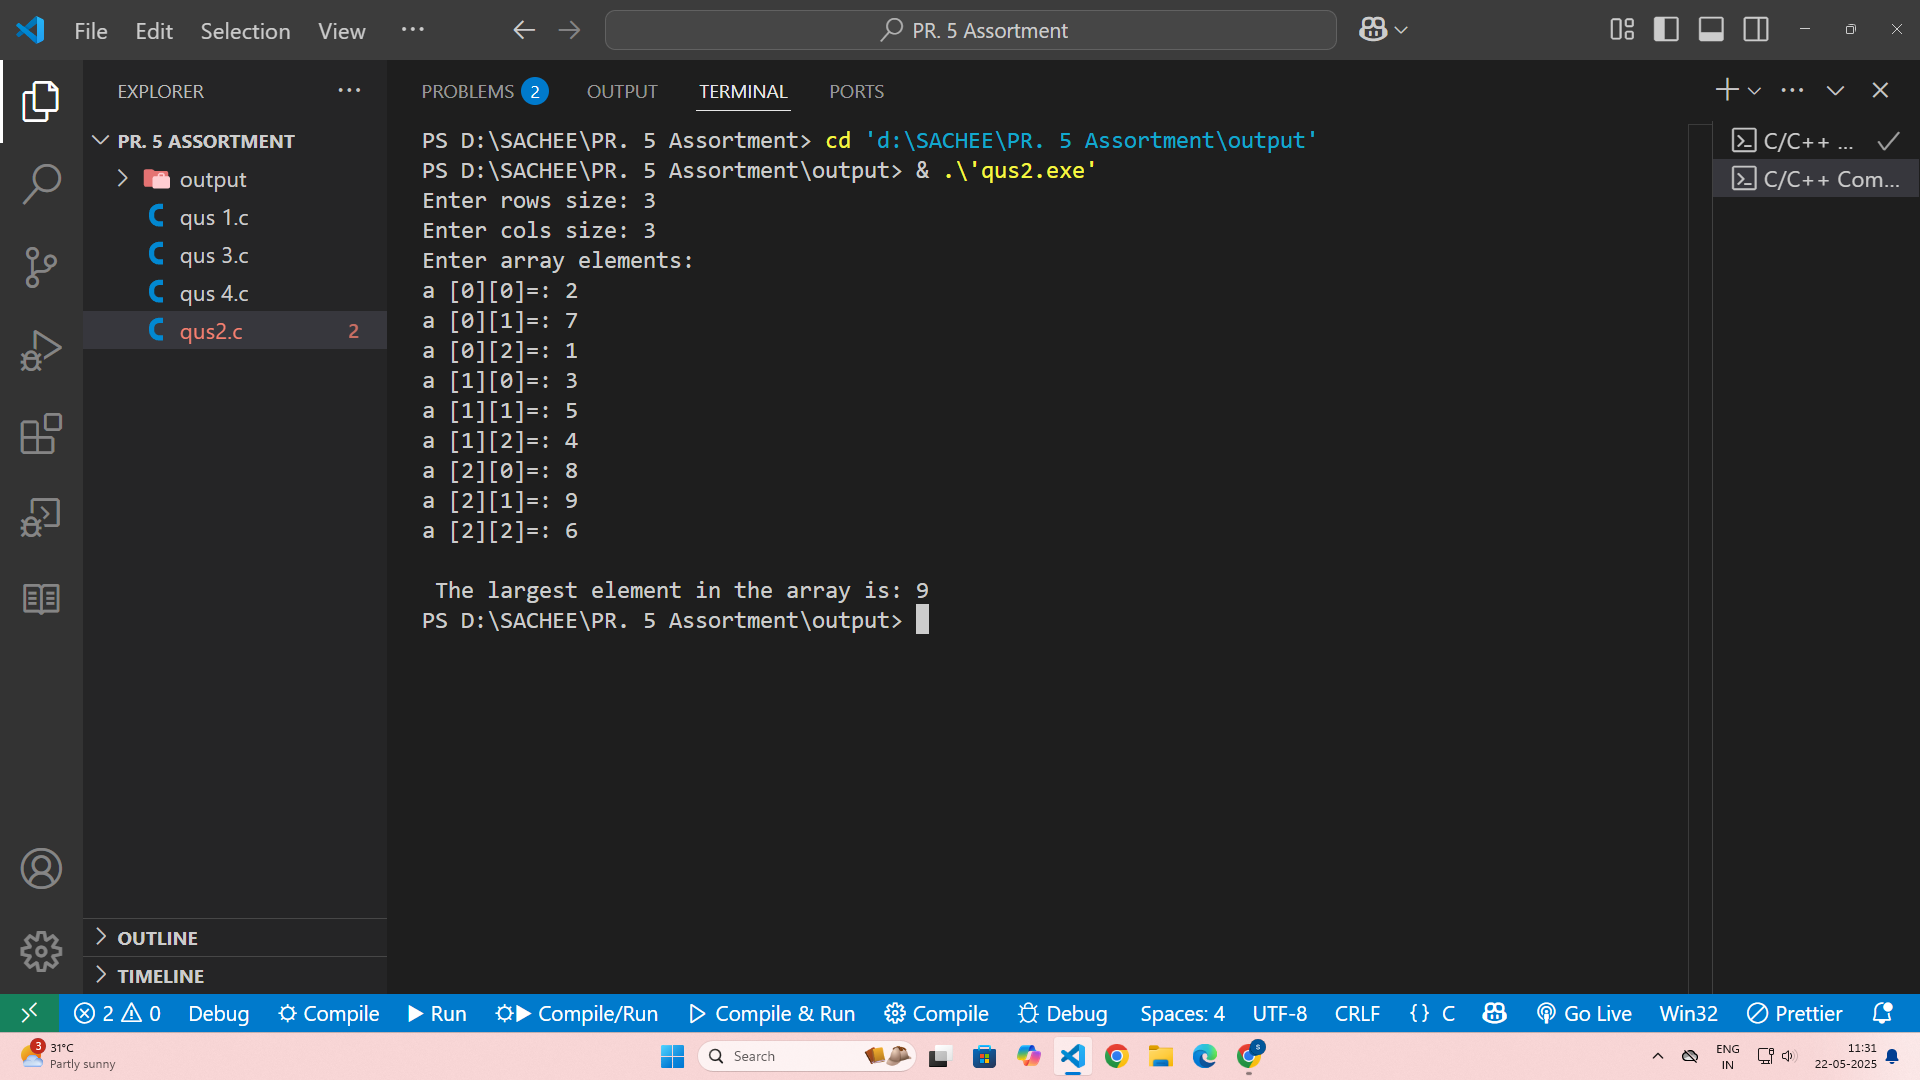 File Edit Selection View ... PR. 5 Assortment
EXPLORER ...
PR. 5 ASSORTMENT
output
qus 1.c
qus 3.c
qus 4.c
qus2.c 2
OUTLINE
TIMELINE
PROBLEMS 2 OUTPUT TERMINAL PORTS
PS D:\SACHEE\PR. 5 Assortment> cd 'd:\SACHEE\PR. 5 Assortment\output'
PS D:\SACHEE\PR. 5 Assortment\output> & .\'qus2.exe'
Enter rows size: 3
Enter cols size: 3
Enter array elements:
a [0][0]=: 2
a [0][1]=: 7
a [0][2]=: 1
a [1][0]=: 3
a [1][1]=: 5
a [1][2]=: 4
a [2][0]=: 8
a [2][1]=: 9
a [2][2]=: 6
The largest element in the array is: 9
PS D:\SACHEE\PR. 5 Assortment\output>
C/C++ ...
C/C++ Com...
2 0 Debug Compile Run Compile/Run Compile & Run Compile Debug Spaces: 4 UTF-8 CRLF {} C Go Live Win32 Prettier
3 31°C
Partly sunny
Search
S
ENG
IN
11:31
22-05-2025